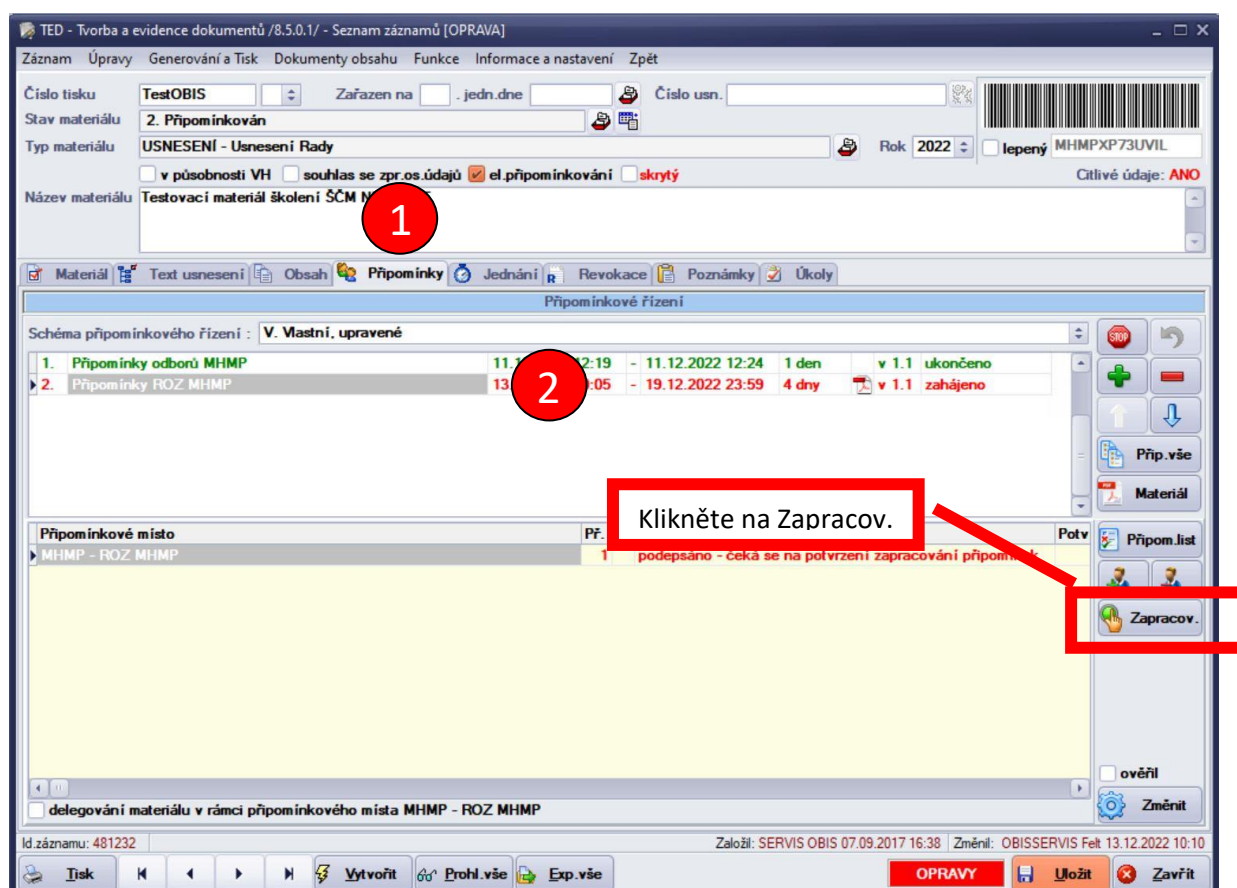 TED - Tvorba a evidence dokumentů /8.5.0.1/ - Seznam záznamů [OPRAVA]
Záznam Úpravy Generování a Tisk Dokumenty obsahu Funkce Informace a nastavení Zpět
Číslo tisku TestOBIS Zařazen na . jedn.dne Číslo usn.
Stav materiálu 2. Připomínkován
Typ materiálu USNESENÍ - Usnesení Rady Rok 2022 lepený MHMPXP73UVIL
v působnosti VH souhlas se zpr.os.údajů el.připomínkování skrytý Citlivé údaje: ANO
Název materiálu Testovací materiál školení ŠČM
1
Materiál Text usnesení Obsah Připomínky Jednání Revokace Poznámky Úkoly
Připomínkové řízení
Schéma připomínkového řízení : V. Vlastní, upravené
STOP
1. Připomínky odborů MHMP 11.1 2:19 - 11.12.2022 12:24 1 den v 1.1 ukončeno
2. Připomínky ROZ MHMP 13. :05 - 19.12.2022 23:59 4 dny v 1.1 zahájeno
2
Příp.vše
Materiál
Klikněte na Zapracov.
Připomínkové místo Př. Potv
Připom.list
MHMP - ROZ MHMP 1 podepsáno - čeká se na potvrzení zapracování připomínek
Zapracov.
ověřil
Změnit
delegování materiálu v rámci připomínkového místa MHMP - ROZ MHMP
Id.záznamu: 481232 Založil: SERVIS OBIS 07.09.2017 16:38 Změnil: OBISSERVIS Felt 13.12.2022 10:10
Tisk Vytvořit Prohl.vše Exp.vše OPRAVY Uložit Zavřít